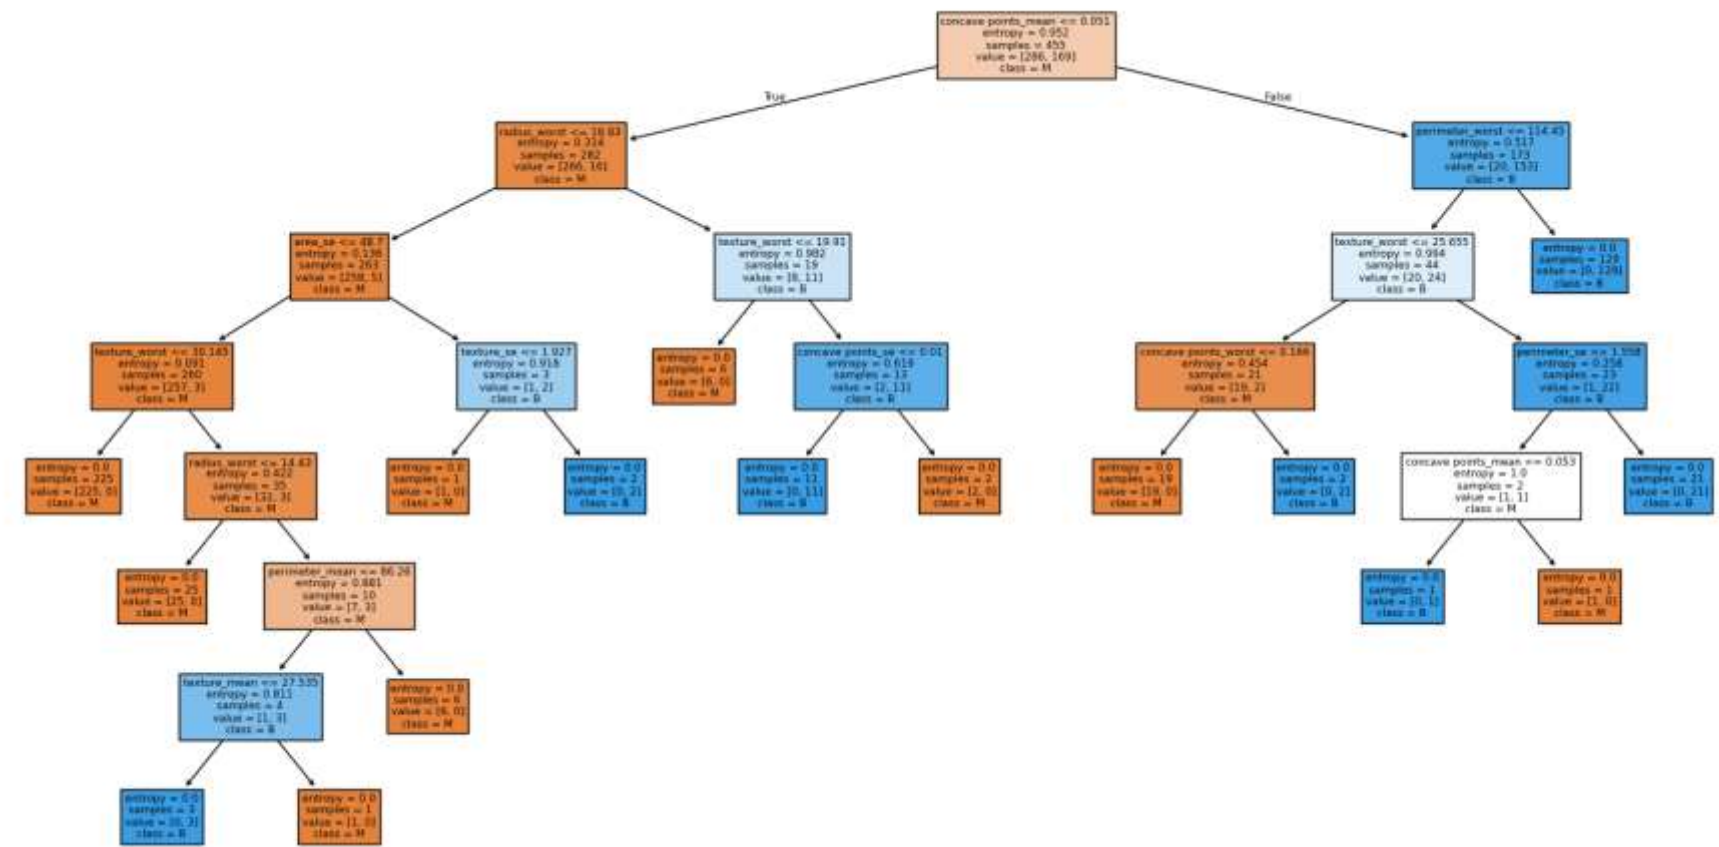 concave points_mean <= 0.051
entropy = 0.952
samples = 455
value = [286, 169]
class = M
True
False
radius_worst <= 16.83
entropy = 0.314
samples = 282
value = [266, 16]
class = M
perimeter_worst <= 114.45
entropy = 0.517
samples = 173
value = [20, 153]
class = B
area_se <= 48.7
entropy = 0.136
samples = 263
value = [258, 5]
class = M
texture_worst <= 19.91
entropy = 0.982
samples = 19
value = [8, 11]
class = B
texture_worst <= 25.655
entropy = 0.994
samples = 44
value = [20, 24]
class = B
entropy = 0.0
samples = 129
value = [0, 129]
class = B
texture_worst <= 30.145
entropy = 0.091
samples = 260
value = [257, 3]
class = M
texture_se <= 1.927
entropy = 0.918
samples = 3
value = [1, 2]
class = B
entropy = 0.0
samples = 6
value = [6, 0]
class = M
concave points_se <= 0.01
entropy = 0.619
samples = 13
value = [2, 11]
class = B
concave points_worst <=
entropy = 0.454
samples = 21
value = [19, 2]
class = M
perimeter_se <= 1.558
entropy = 0.258
samples = 23
value = [1, 22]
class = B
entropy = 0.0
samples = 225
value = [225, 0]
class = M
radius_worst <= 14.43
entropy = 0.422
samples = 35
value = [32, 3]
class = M
entropy = 0.0
samples = 1
value = [1, 0]
class = M
entropy = 0.0
samples = 2
value = [0, 2]
class = B
entropy = 0.0
samples = 11
value = [0, 11]
class = B
entropy = 0.0
samples = 2
value = [2, 0]
class = M
entropy = 0.0
samples = 19
value = [19, 0]
class = M
entropy = 0.0
samples = 2
value = [0, 2]
class = B
concave points_mean <= 0.053
entropy = 1.0
samples = 2
value = [1, 1]
class = M
entropy = 0.0
samples = 21
value = [0, 21]
class = B
entropy = 0.0
samples = 25
value = [25, 0]
class = M
perimeter_mean <= 86.26
entropy = 0.881
samples = 10
value = [7, 3]
class = M
entropy = 0.0
samples = 1
value = [0, 1]
class = B
entropy = 0.0
samples = 1
value = [1, 0]
class = M
texture_mean <= 27.535
entropy = 0.811
samples = 4
value = [1, 3]
class = B
entropy = 0.0
samples = 6
value = [6, 0]
class = M
entropy = 0.0
samples = 3
value = [0, 3]
class = B
entropy = 0.0
samples = 1
value = [1, 0]
class = M